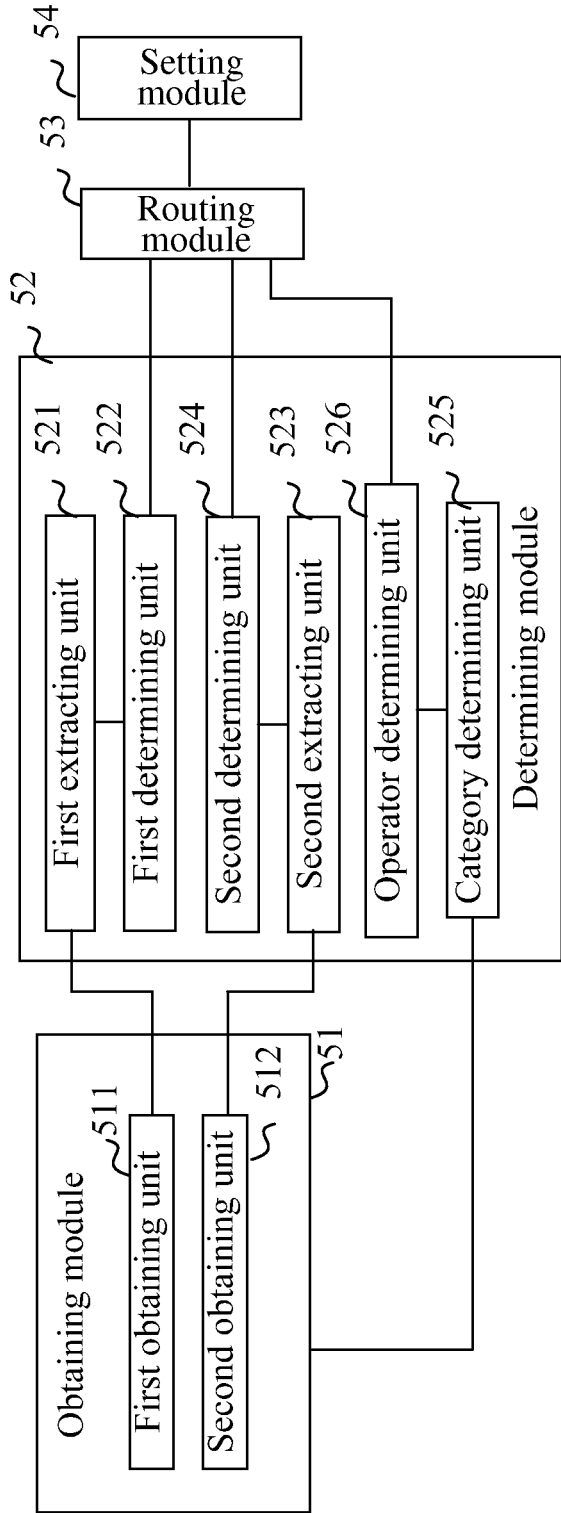 Obtaining module
511
First obtaining unit
Second obtaining unit
512
51
52
First extracting unit
521
First determining unit
522
Second determining unit
524
Second extracting unit
523
Operator determining unit
526
Category determining unit
525
Determining module
53
Routing
module
54
Setting
module